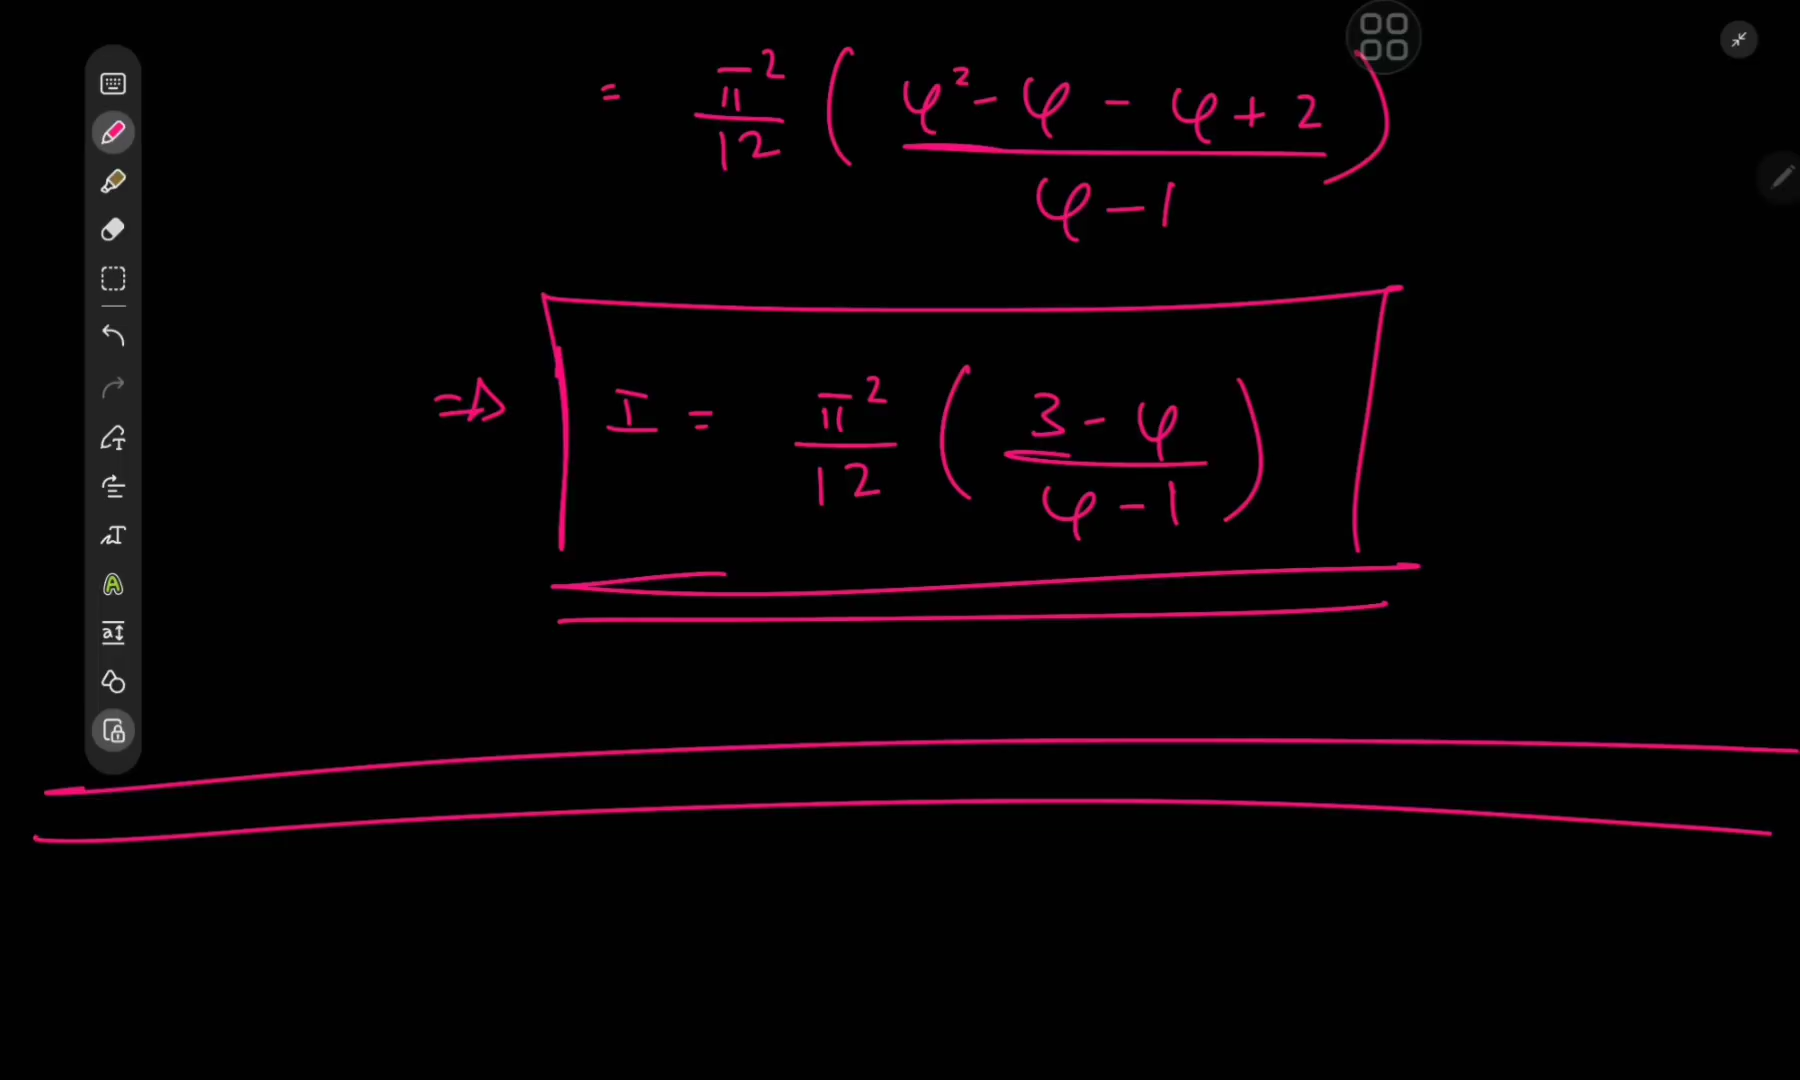 = π²/12 ( (φ² - φ - φ + 2)/(φ - 1) )
⇒ I = π²/12 ( (3 - φ)/(φ - 1) )